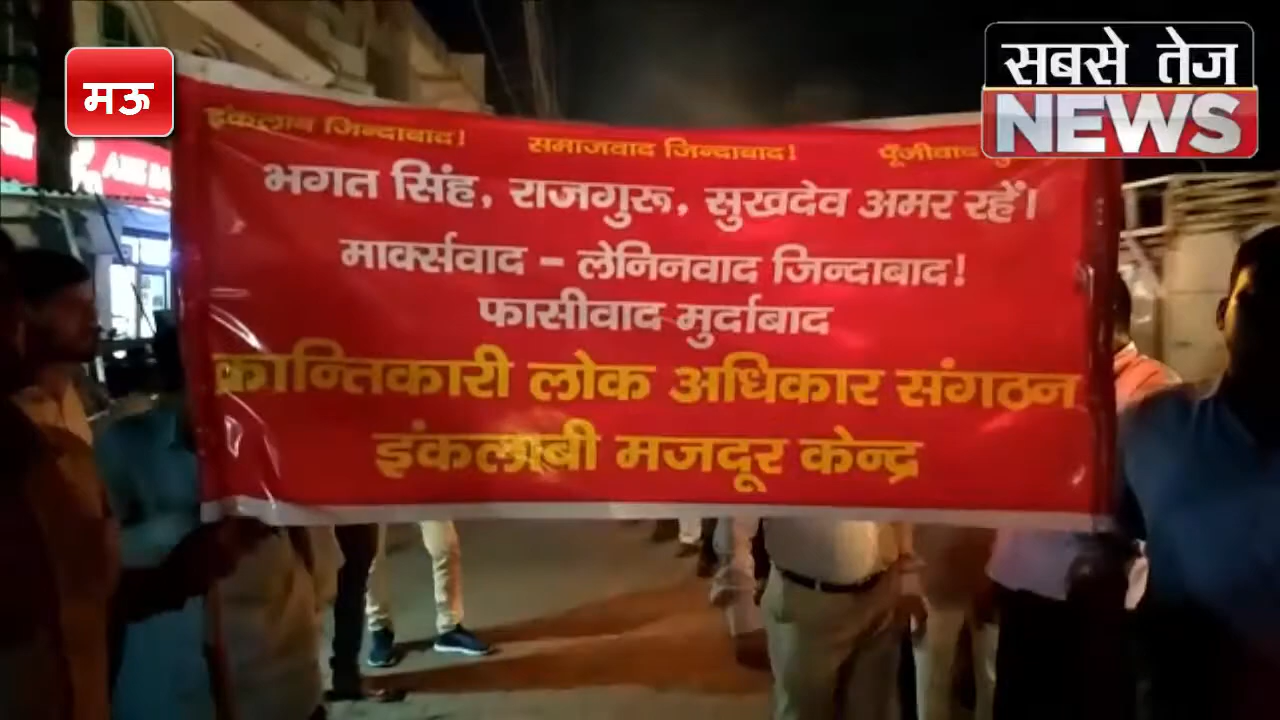 मऊ
सबसे तेज
NEWS
इंकलाब जिन्दाबाद! समाजवाद जिन्दाबाद! पूँजीवाद
भगत सिंह, राजगुरू, सुखदेव अमर रहें।
मार्क्सवाद - लेनिनवाद जिन्दाबाद!
फासीवाद मुर्दाबाद
क्रान्तिकारी लोक अधिकार संगठन
इंकलाबी मजदूर केन्द्र